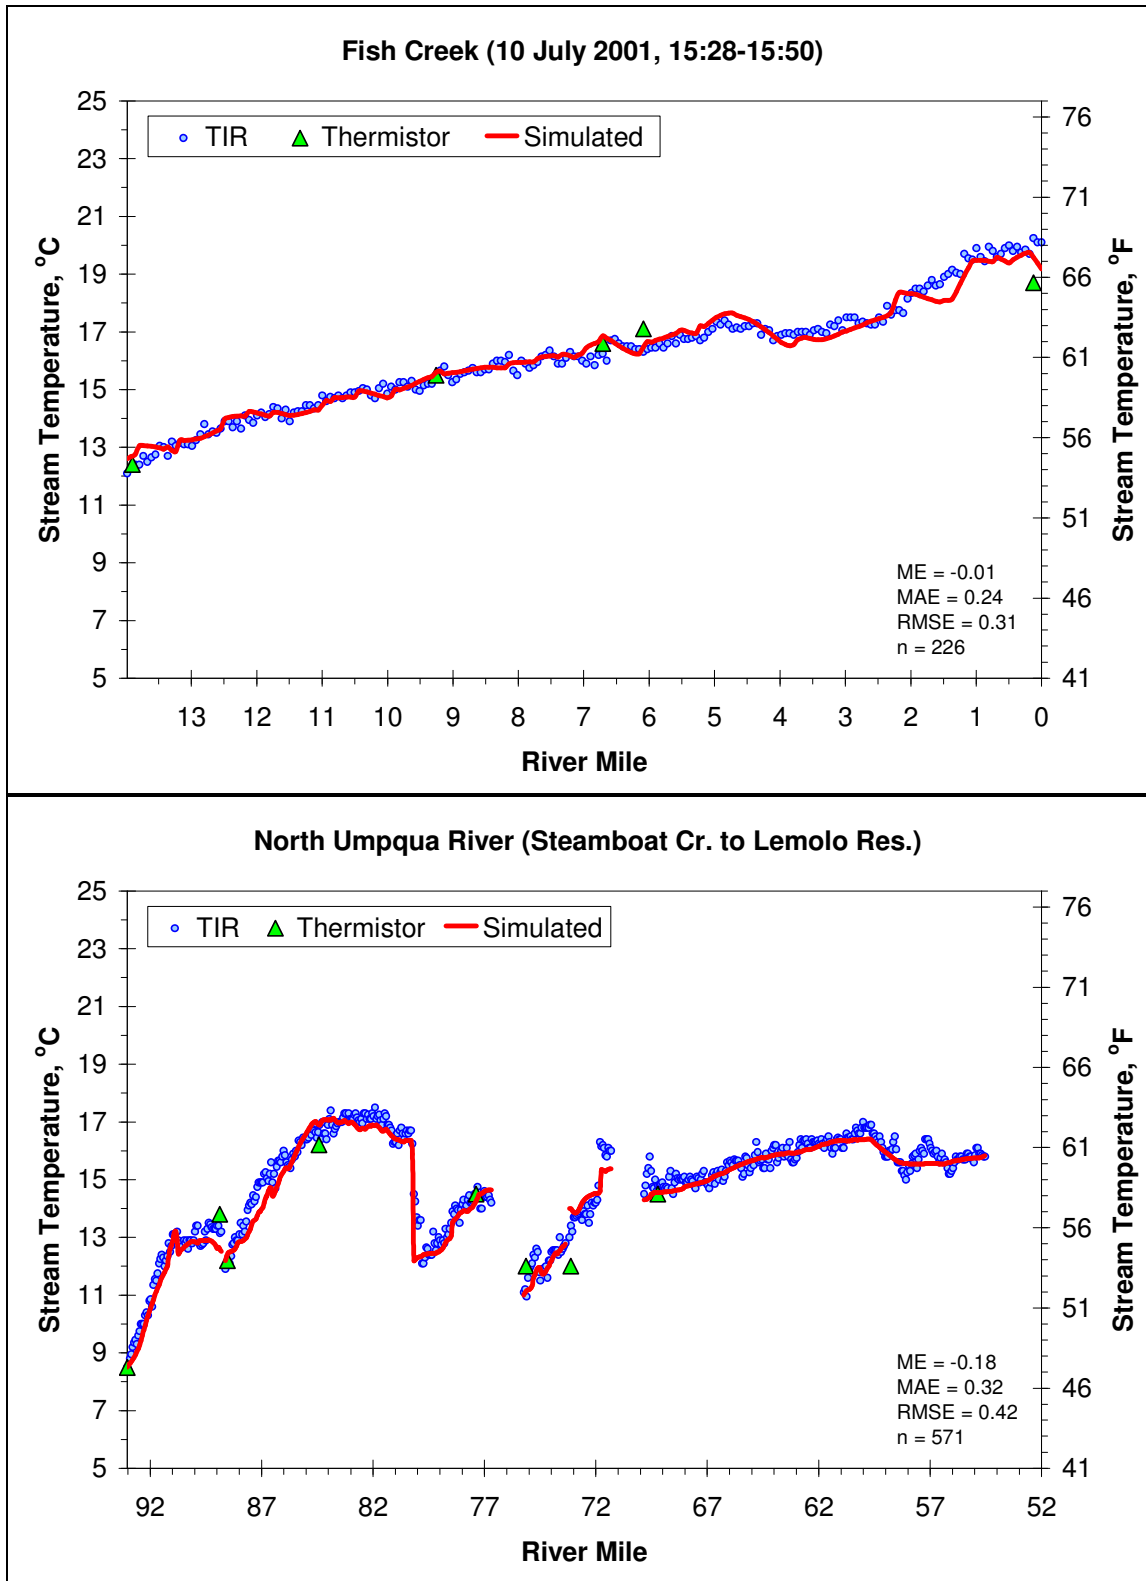 Fish Creek (10 July 2001, 15:28-15:50)
TIR Thermistor Simulated
Stream Temperature, °C
25
23
21
19
17
15
13
11
9
7
5
76
71
66
61
56
51
46
41
Stream Temperature, °F
ME = -0.01
MAE = 0.24
RMSE = 0.31
n = 226
13 12 11 10 9 8 7 6 5 4 3 2 1 0
River Mile
North Umpqua River (Steamboat Cr. to Lemolo Res.)
TIR Thermistor Simulated
Stream Temperature, °C
25
23
21
19
17
15
13
11
9
7
5
76
71
66
61
56
51
46
41
Stream Temperature, °F
ME = -0.18
MAE = 0.32
RMSE = 0.42
n = 571
92 87 82 77 72 67 62 57 52
River Mile